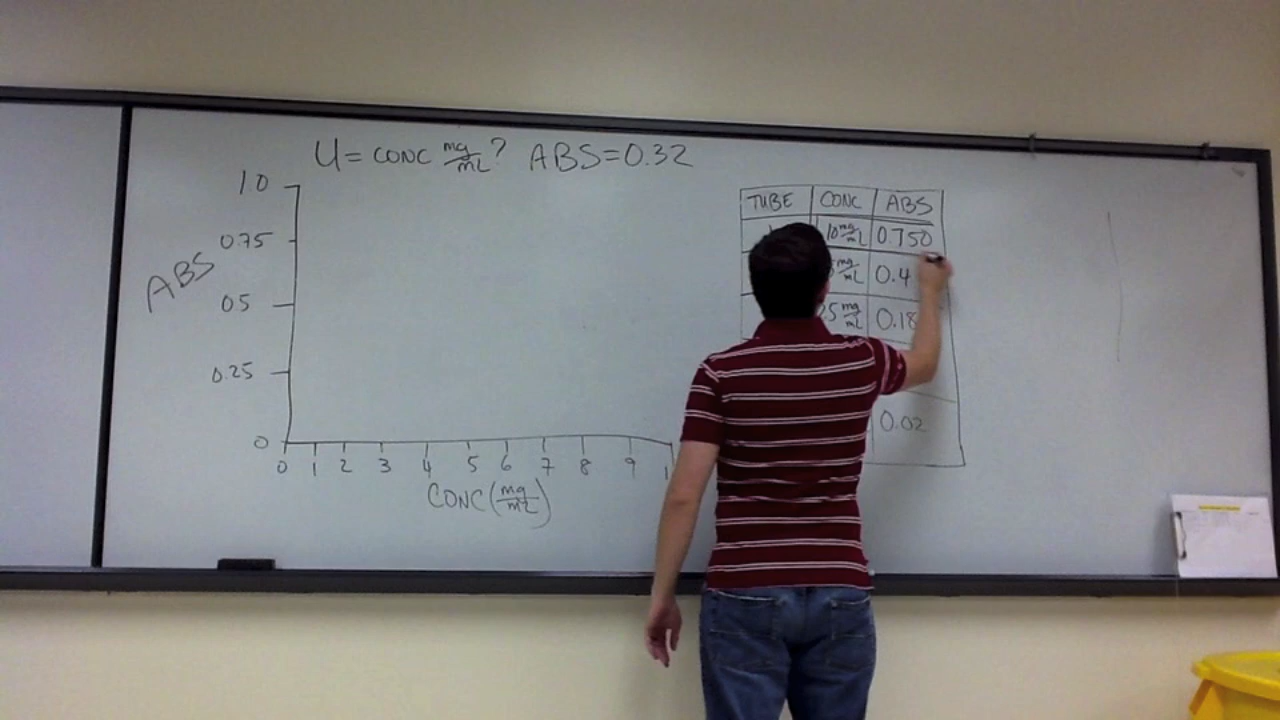 U = CONC mg/mL? ABS = 0.32
ABS
1.0
0.75
0.5
0.25
0
0 1 2 3 4 5 6 7 8 9
CONC (mg/mL)
TUBE CONC ABS
10 mg/mL 0.750
mg/mL 0.4
mg/mL 0.18
0.02